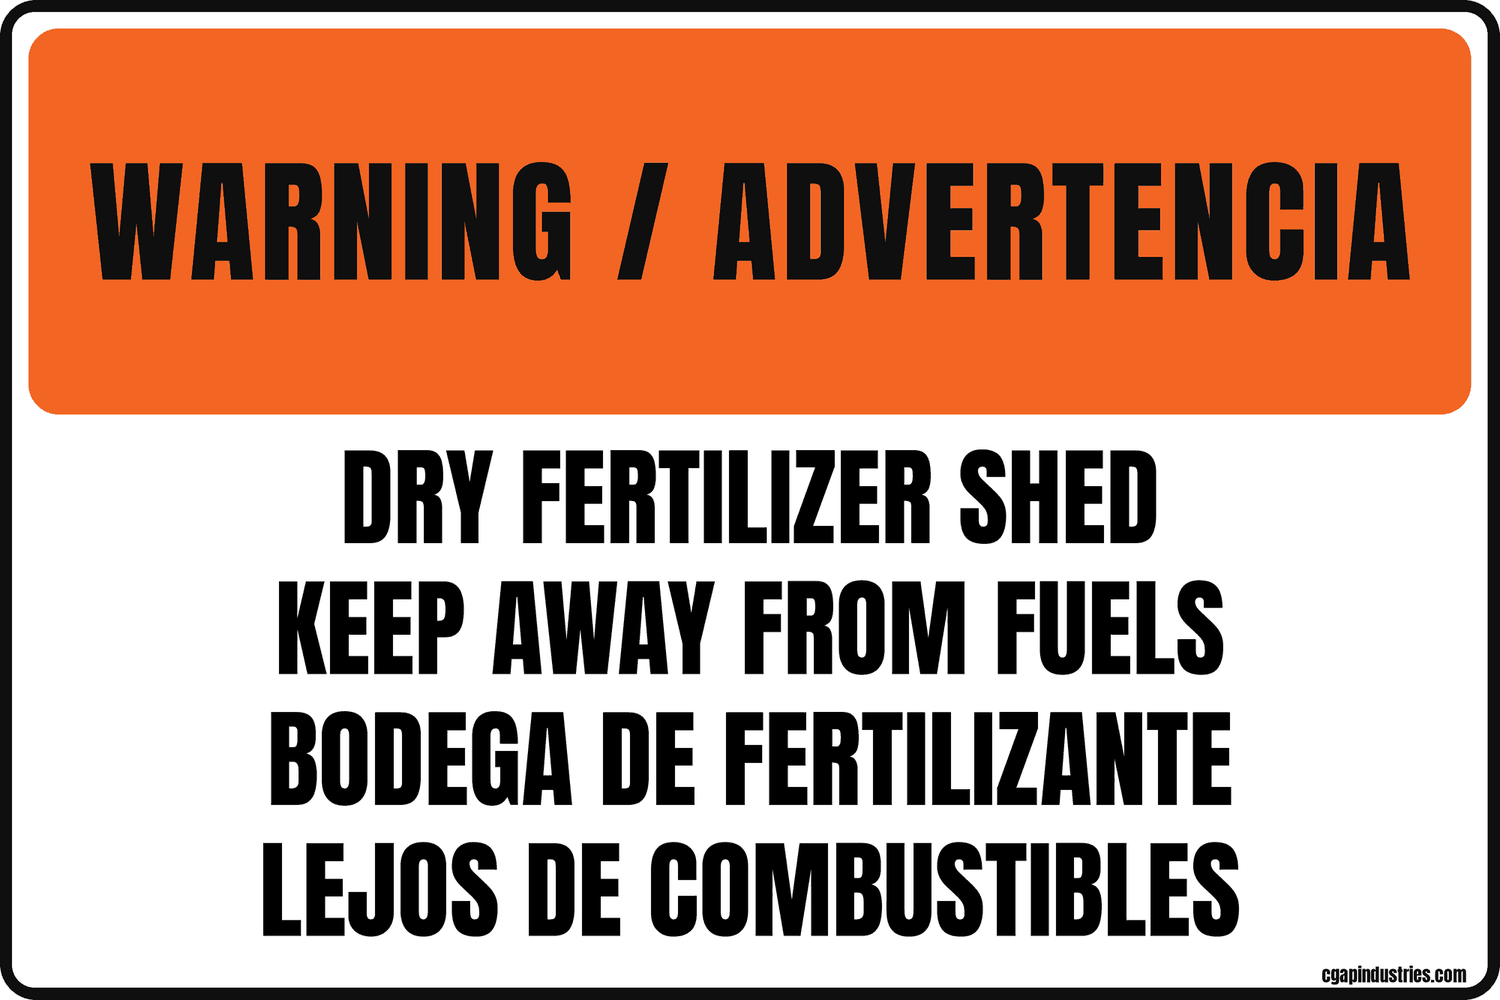 WARNING / ADVERTENCIA
DRY FERTILIZER SHED
KEEP AWAY FROM FUELS
BODEGA DE FERTILIZANTE
LEJOS DE COMBUSTIBLES
cgapindustries.com